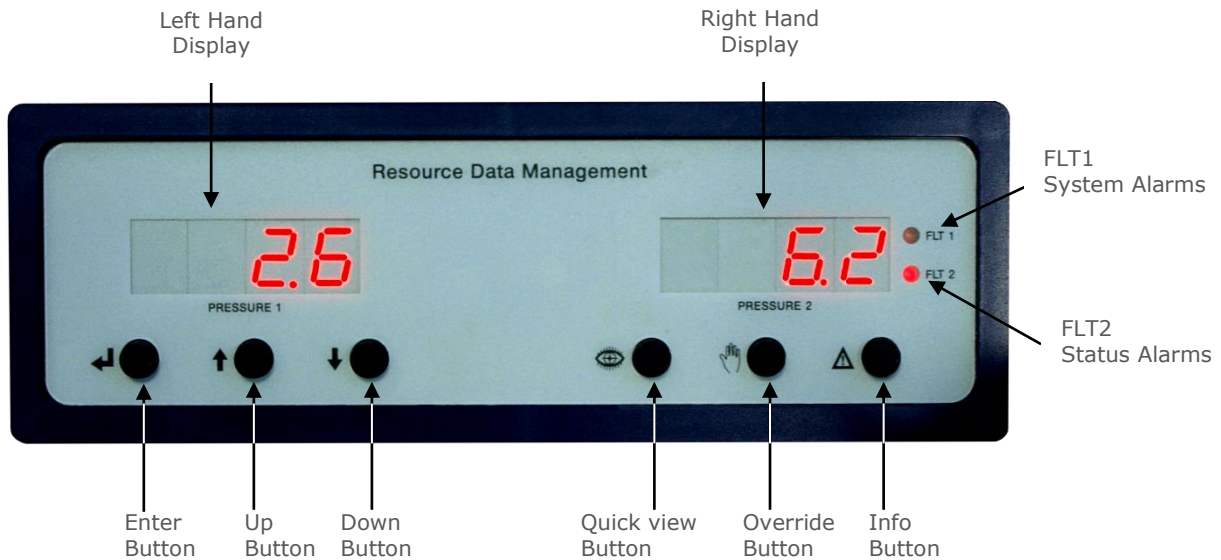 Left Hand
Display
Right Hand
Display
FLT1
System Alarms
Resource Data Management
2.6
6.2
FLT 1
FLT 2
PRESSURE 1
PRESSURE 2
FLT2
Status Alarms
Enter
Button
Up
Button
Down
Button
Quick view
Button
Override
Button
Info
Button